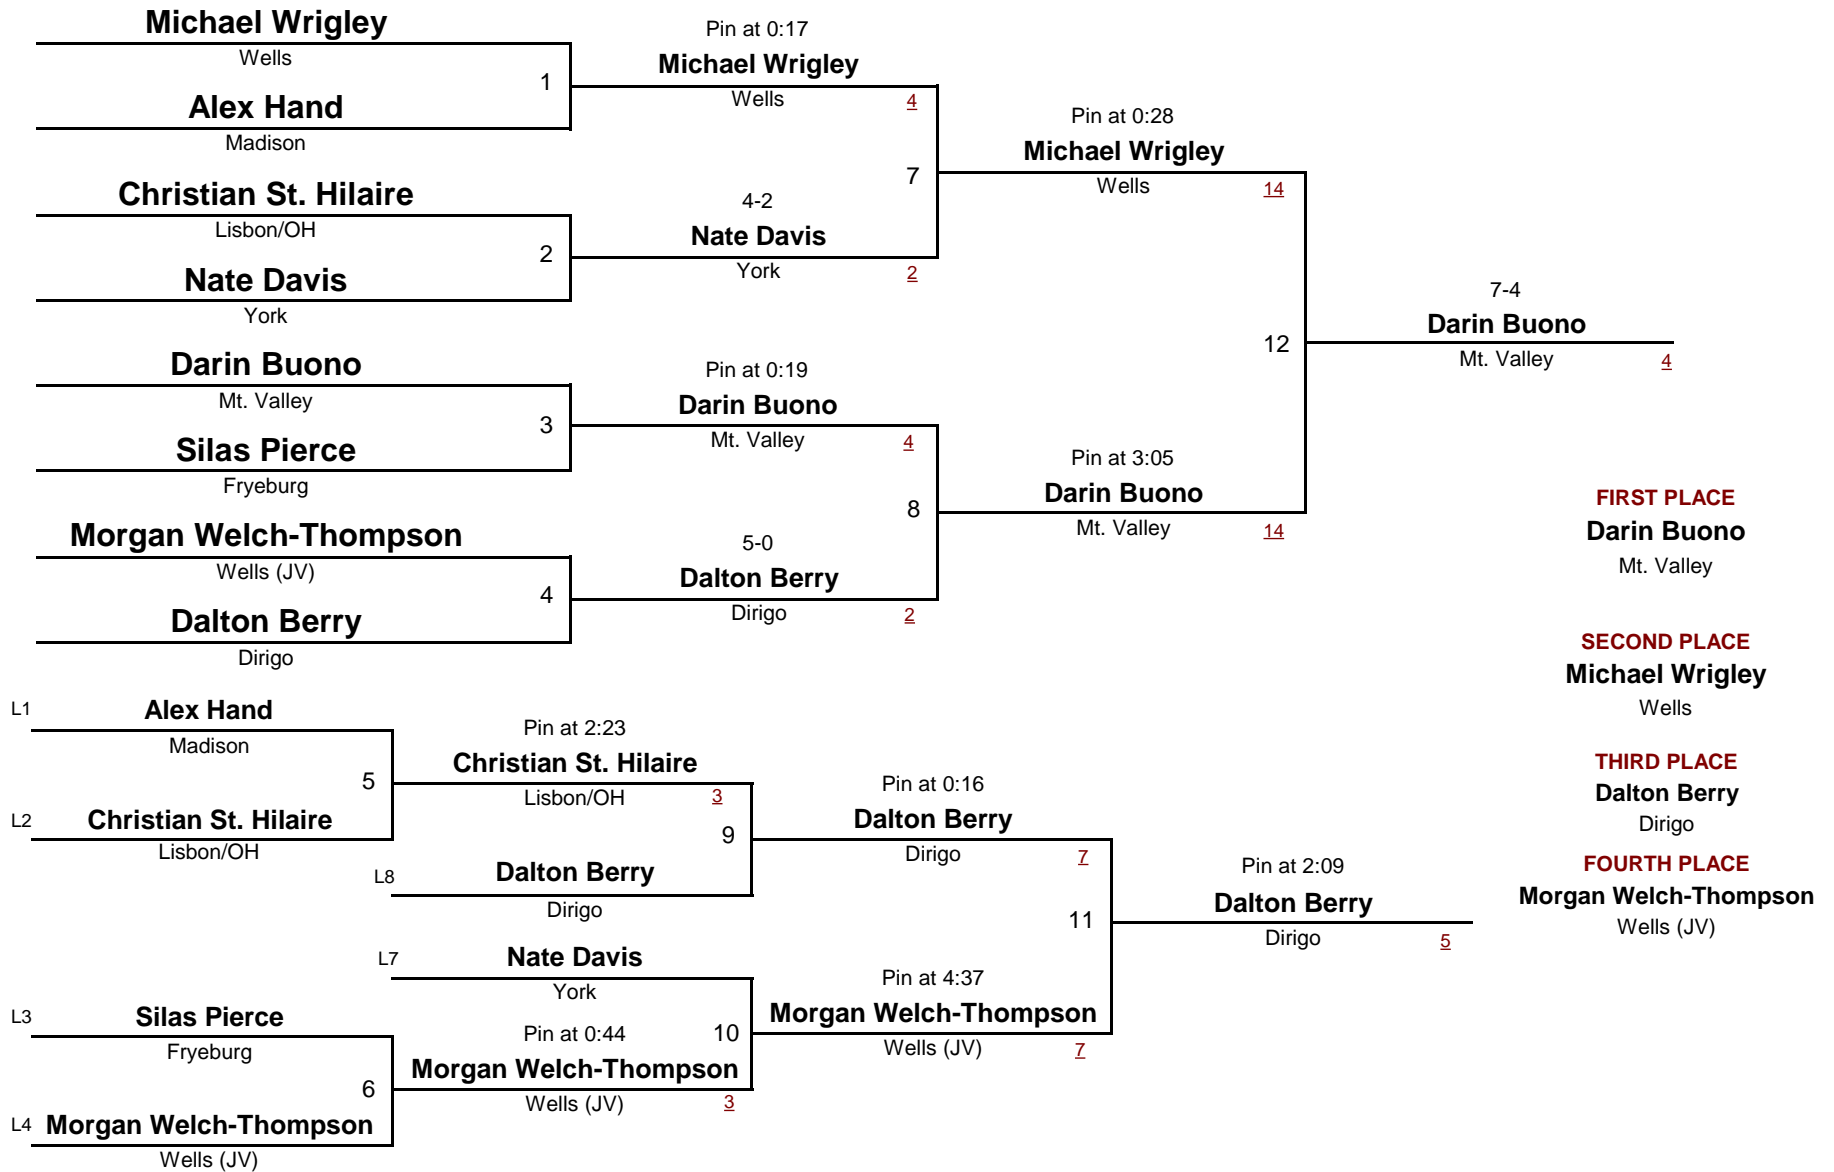 Michael Wrigley
Wells
1
Alex Hand
Madison
Christian St. Hilaire
Lisbon/OH
2
Nate Davis
York
Darin Buono
Mt. Valley
3
Silas Pierce
Fryeburg
Morgan Welch-Thompson
Wells (JV)
4
Dalton Berry
Dirigo
Pin at 0:17
Michael Wrigley
Wells
4
7
4-2
Nate Davis
York
2
Pin at 0:19
Darin Buono
Mt. Valley
4
8
5-0
Dalton Berry
Dirigo
2
Pin at 0:28
Michael Wrigley
Wells
14
12
Pin at 3:05
Darin Buono
Mt. Valley
14
7-4
Darin Buono
Mt. Valley
4
L1
Alex Hand
Madison
5
L2
Christian St. Hilaire
Lisbon/OH
L3
Silas Pierce
Fryeburg
6
L4
Morgan Welch-Thompson
Wells (JV)
Pin at 2:23
Christian St. Hilaire
Lisbon/OH
3
9
L8
Dalton Berry
Dirigo
L7
Nate Davis
York
Pin at 0:44
10
Morgan Welch-Thompson
Wells (JV)
3
Pin at 0:16
Dalton Berry
Dirigo
7
11
Pin at 4:37
Morgan Welch-Thompson
Wells (JV)
7
Pin at 2:09
Dalton Berry
Dirigo
5
FIRST PLACE
Darin Buono
Mt. Valley
SECOND PLACE
Michael Wrigley
Wells
THIRD PLACE
Dalton Berry
Dirigo
FOURTH PLACE
Morgan Welch-Thompson
Wells (JV)